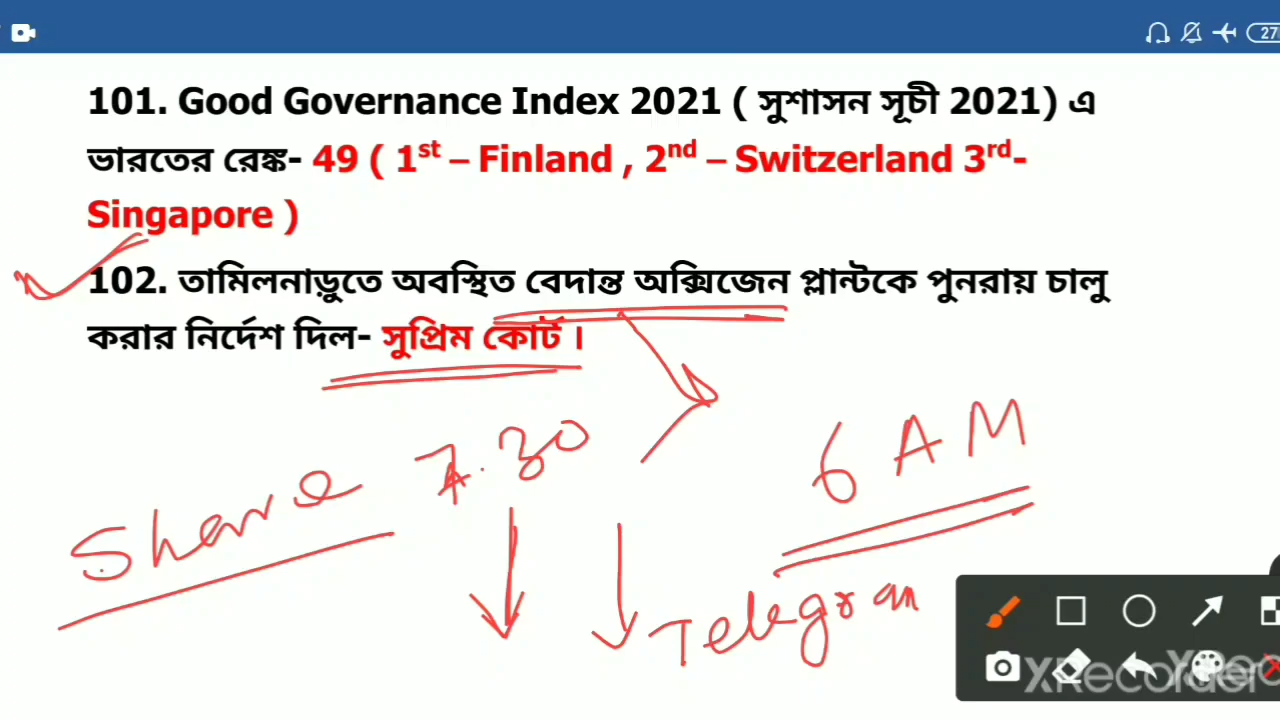 27
101. Good Governance Index 2021 ( সুশাসন সূচী 2021) এ
ভারতের রেঙ্ক- 49 ( 1st – Finland , 2nd – Switzerland 3rd-
Singapore )
102. তামিলনাড়ুতে অবস্থিত বেদান্ত অক্সিজেন প্লান্টকে পুনরায় চালু
করার নির্দেশ দিল- সুপ্রিম কোর্ট ।
Share 7.30 6 AM
Telegram
XRecorder